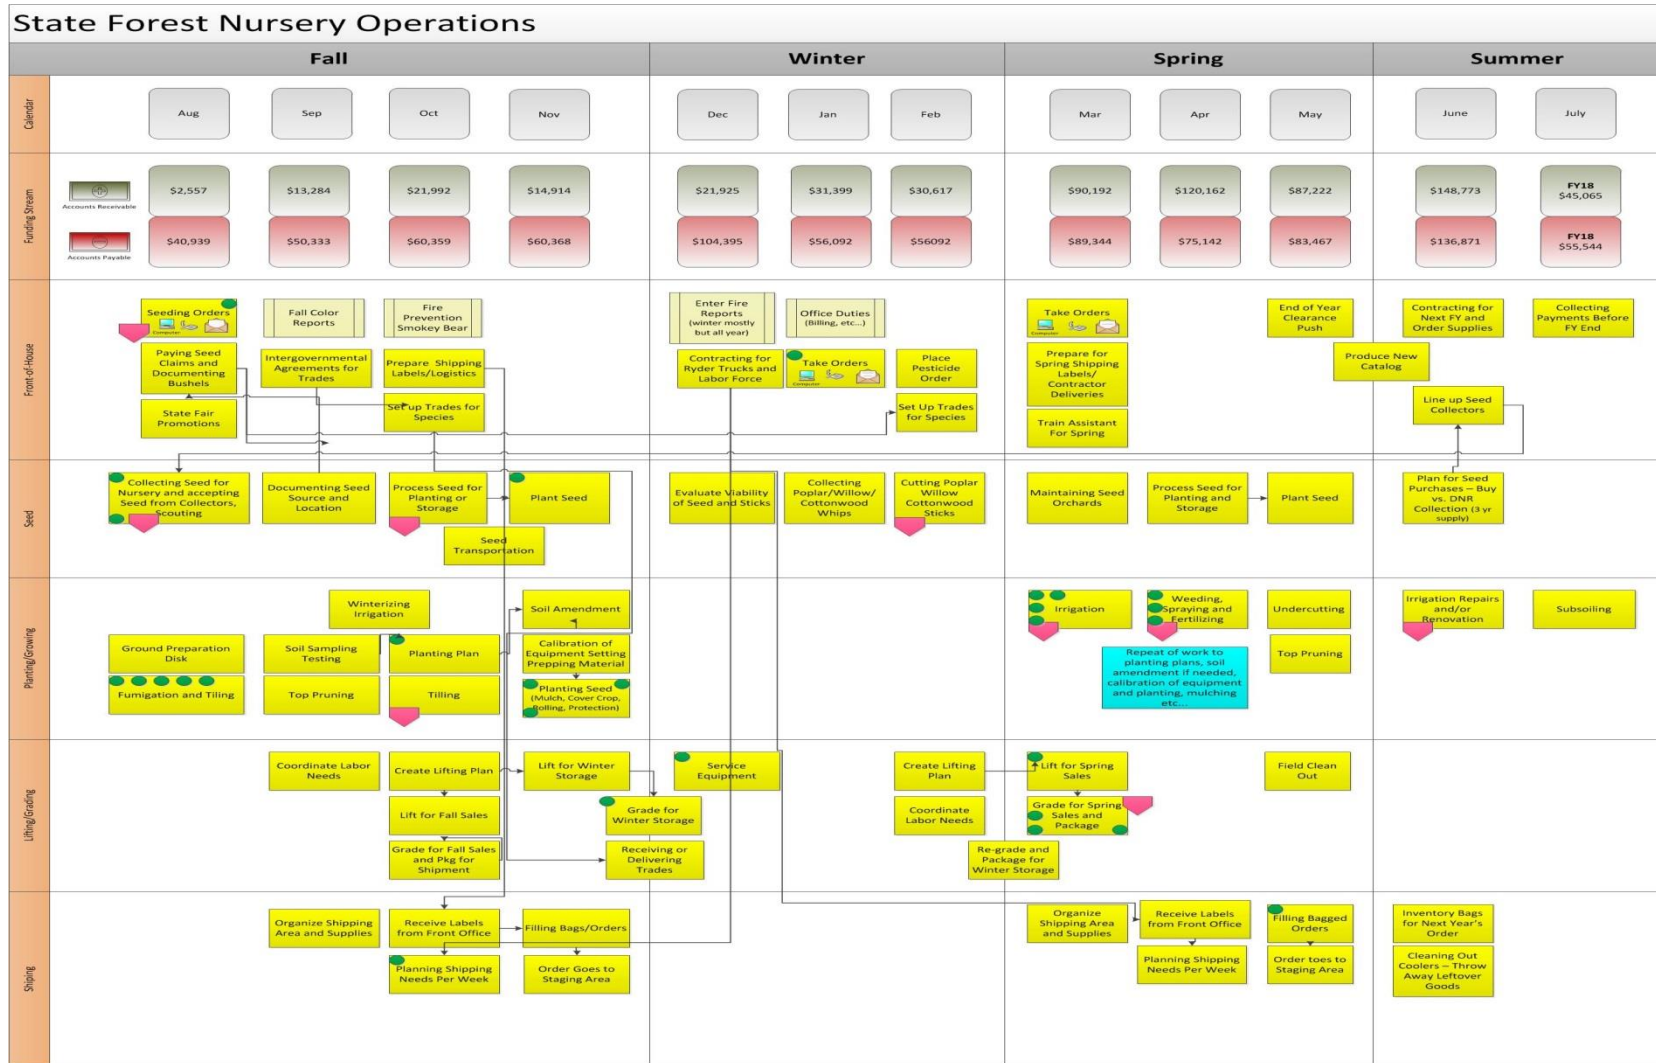 State Forest Nursery Operations
Fall
Winter
Spring
Summer
Calendar
Aug
Sep
Oct
Nov
Dec
Jan
Feb
Mar
Apr
May
June
July
Funding Stream
Accounts Receivable
$2,557
$13,284
$21,992
$14,914
$21,925
$31,399
$30,617
$90,192
$120,162
$87,222
$148,773
FY18
$45,065
Accounts Payable
$40,939
$50,333
$60,359
$60,368
$104,395
$56,092
$56092
$89,344
$75,142
$83,467
$136,871
FY18
$55,544
Front-of-House
Seeding Orders
Computer
Fall Color
Reports
Fire
Prevention
Smokey Bear
Enter Fire
Reports
(winter mostly
but all year)
Office Duties
(Billing, etc...)
Take Orders
Computer
End of Year
Clearance
Push
Contracting for
Next FY and
Order Supplies
Collecting
Payments Before
FY End
Paying Seed
Claims and
Documenting
Bushels
Intergovernmental
Agreements for
Trades
Prepare Shipping
Labels/Logistics
Contracting for
Ryder Trucks and
Labor Force
Take Orders
Computer
Place
Pesticide
Order
Prepare for
Spring Shipping
Labels/
Contractor
Deliveries
Produce New
Catalog
State Fair
Promotions
Set up Trades for
Species
Set Up Trades
for Species
Train Assistant
For Spring
Line up Seed
Collectors
Seed
Collecting Seed for
Nursery and accepting
Seed from Collectors,
Scouting
Documenting Seed
Source and
Location
Process Seed for
Planting or
Storage
Plant Seed
Evaluate Viability
of Seed and Sticks
Collecting
Poplar/Willow/
Cottonwood
Whips
Cutting Poplar
Willow
Cottonwood
Sticks
Maintaining Seed
Orchards
Process Seed for
Planting and
Storage
Plant Seed
Plan for Seed
Purchases – Buy
vs. DNR
Collection (3 yr
supply)
Seed
Transportation
Planting/Growing
Winterizing
Irrigation
Soil Amendment
Irrigation
Weeding,
Spraying and
Fertilizing
Undercutting
Irrigation Repairs
and/or
Renovation
Subsoiling
Ground Preparation
Disk
Soil Sampling
Testing
Planting Plan
Calibration of
Equipment Setting
Prepping Material
Repeat of work to
planting plans, soil
amendment if needed,
calibration of equipment
and planting, mulching
etc...
Top Pruning
Fumigation and Tiling
Top Pruning
Tilling
Planting Seed
(Mulch, Cover Crop,
Rolling, Protection)
Lifting/Grading
Coordinate Labor
Needs
Create Lifting Plan
Lift for Winter
Storage
Service
Equipment
Create Lifting
Plan
Lift for Spring
Sales
Field Clean
Out
Lift for Fall Sales
Grade for
Winter Storage
Coordinate
Labor Needs
Grade for Spring
Sales and
Package
Grade for Fall Sales
and Pkg for
Shipment
Receiving or
Delivering
Trades
Re-grade and
Package for
Winter Storage
Shiping
Organize Shipping
Area and Supplies
Receive Labels
from Front Office
Filling Bags/Orders
Organize
Shipping Area
and Supplies
Receive Labels
from Front Office
Filling Bagged
Orders
Inventory Bags
for Next Year's
Order
Planning Shipping
Needs Per Week
Order Goes to
Staging Area
Planning Shipping
Needs Per Week
Order toes to
Staging Area
Cleaning Out
Coolers – Throw
Away Leftover
Goods